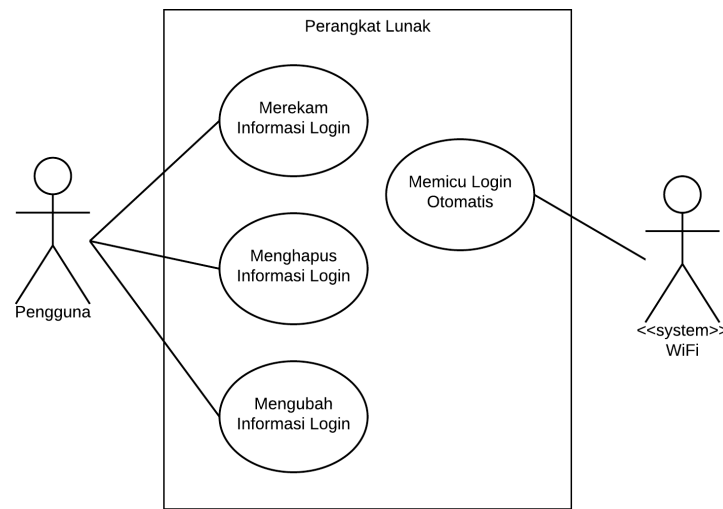 Perangkat Lunak
Merekam
Informasi Login
Memicu Login
Otomatis
Menghapus
Informasi Login
Pengguna
<<system>>
WiFi
Mengubah
Informasi Login